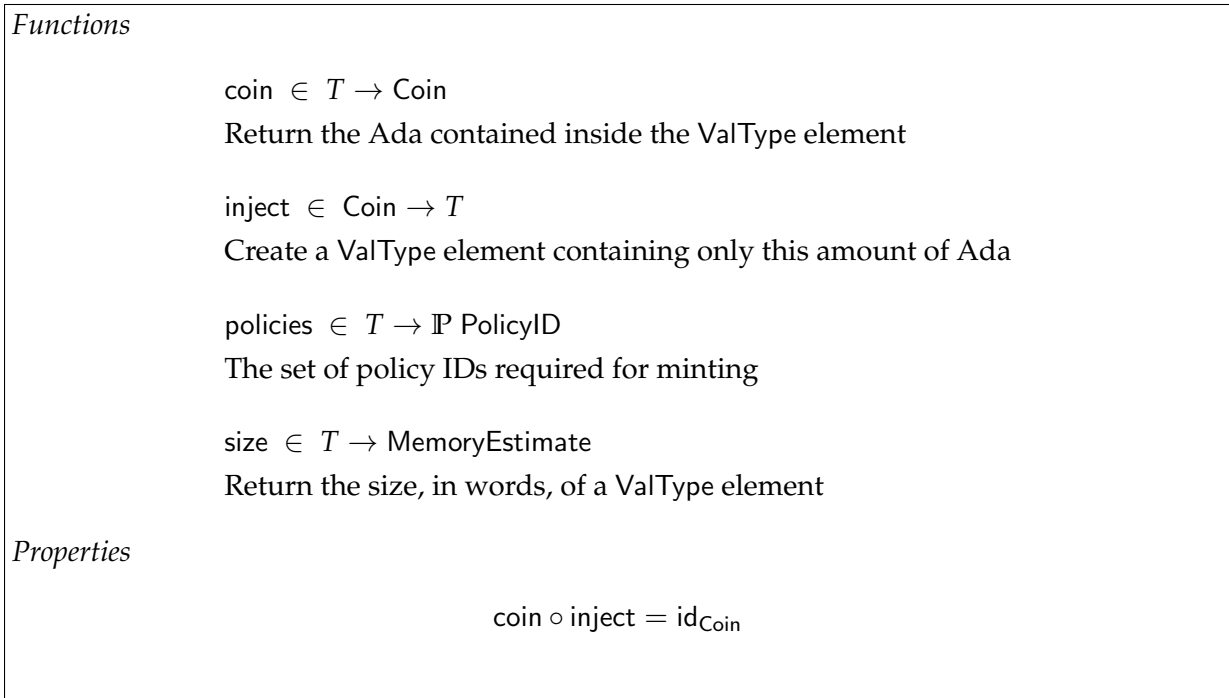 Functions
coin ∈ T → Coin
Return the Ada contained inside the ValType element
inject ∈ Coin → T
Create a ValType element containing only this amount of Ada
policies ∈ T → ℙ PolicyID
The set of policy IDs required for minting
size ∈ T → MemoryEstimate
Return the size, in words, of a ValType element
Properties
coin ∘ inject = id_Coin